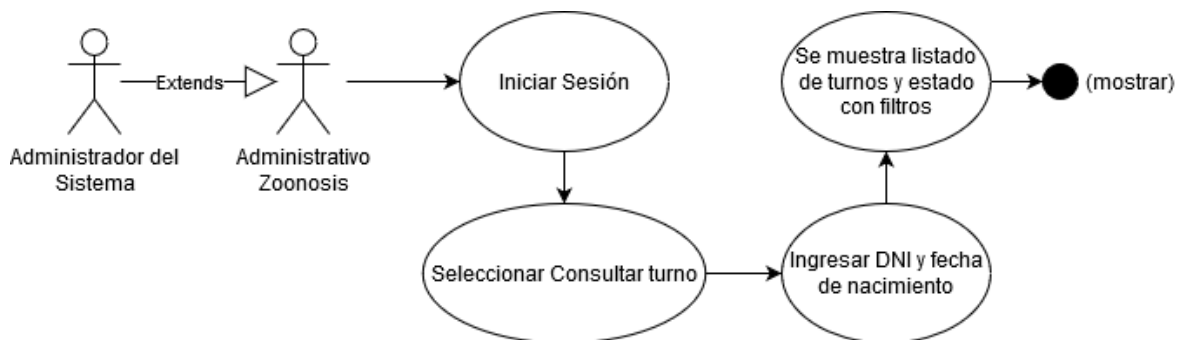 Extends
Administrador del
Sistema
Administrativo
Zoonosis
Iniciar Sesión
Seleccionar Consultar turno
Ingresar DNI y fecha
de nacimiento
Se muestra listado
de turnos y estado
con filtros
(mostrar)